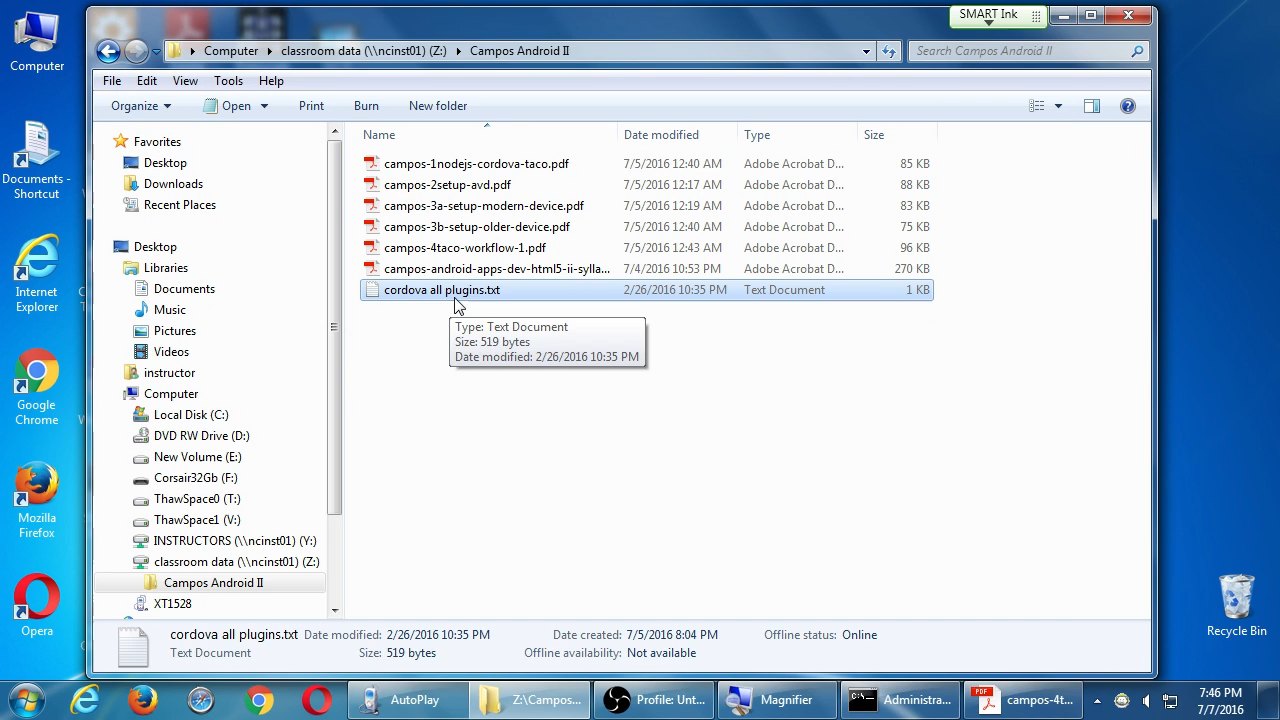 SMART Ink
Computer
Documents - Shortcut
Internet Explorer
Google Chrome
Mozilla Firefox
Opera
Recycle Bin
Computer classroom data (\\ncinst01) (Z:) Campos Android II
Search Campos Android II
File Edit View Tools Help
Organize Open Print Burn New folder
Favorites
Desktop
Downloads
Recent Places
Desktop
Libraries
Documents
Music
Pictures
Videos
instructor
Computer
Local Disk (C:)
DVD RW Drive (D:)
New Volume (E:)
Corsair32Gb (F:)
ThawSpace0 (T:)
ThawSpace1 (V:)
INSTRUCTORS (\\ncinst01) (Y:)
classroom data (\\ncinst01) (Z:)
Campos Android II
XT1528
Name Date modified Type Size
campos-1nodejs-cordova-taco.pdf 7/5/2016 12:40 AM Adobe Acrobat D... 85 KB
campos-2setup-avd.pdf 7/5/2016 12:17 AM Adobe Acrobat D... 88 KB
campos-3a-setup-modern-device.pdf 7/5/2016 12:19 AM Adobe Acrobat D... 83 KB
campos-3b-setup-older-device.pdf 7/5/2016 12:40 AM Adobe Acrobat D... 75 KB
campos-4taco-workflow-1.pdf 7/5/2016 12:43 AM Adobe Acrobat D... 96 KB
campos-android-apps-dev-html5-ii-sylla... 7/4/2016 10:53 PM Adobe Acrobat D... 270 KB
cordova all plugins.txt 2/26/2016 10:35 PM Text Document 1 KB
Type: Text Document
Size: 519 bytes
Date modified: 2/26/2016 10:35 PM
cordova all plugins.txt Date modified: 2/26/2016 10:35 PM Date created: 7/5/2016 8:04 PM Offline status: Online
Text Document Size: 519 bytes Offline availability: Not available
AutoPlay Z:\Campos... Profile: Unt... Magnifier Administra... PDF campos-4t...
7:46 PM
7/7/2016